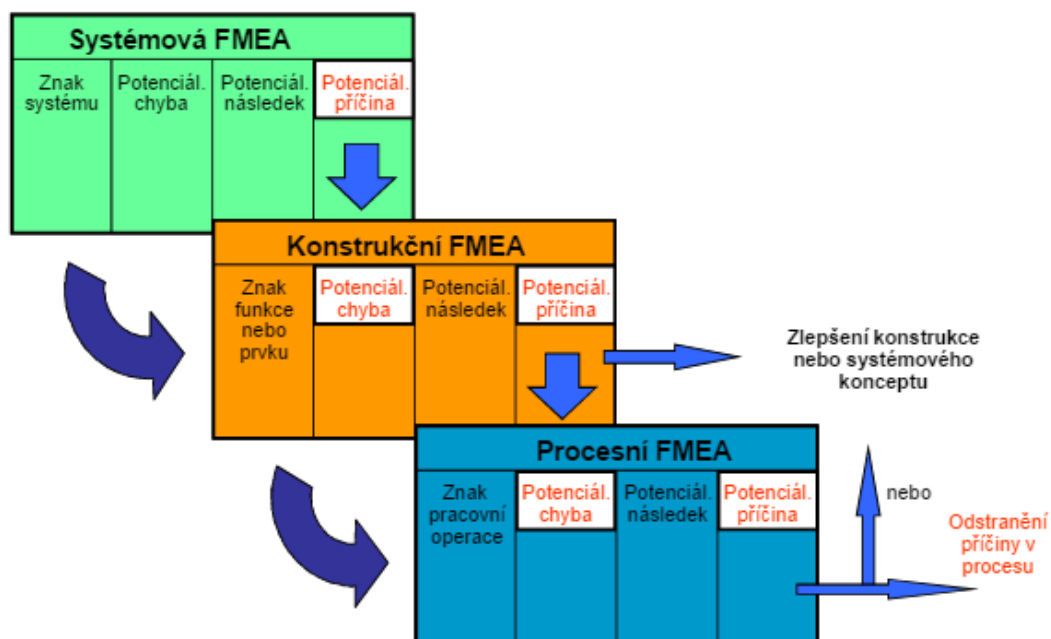 Systémová FMEA
Znak
systému
Potenciál.
chyba
Potenciál.
následek
Potenciál.
příčina
Konstrukční FMEA
Znak
funkce
nebo
prvku
Potenciál.
chyba
Potenciál.
následek
Potenciál.
příčina
Zlepšení konstrukce
nebo systémového
konceptu
Procesní FMEA
Znak
pracovní
operace
Potenciál.
chyba
Potenciál.
následek
Potenciál.
příčina
nebo
Odstranění
příčiny v
procesu